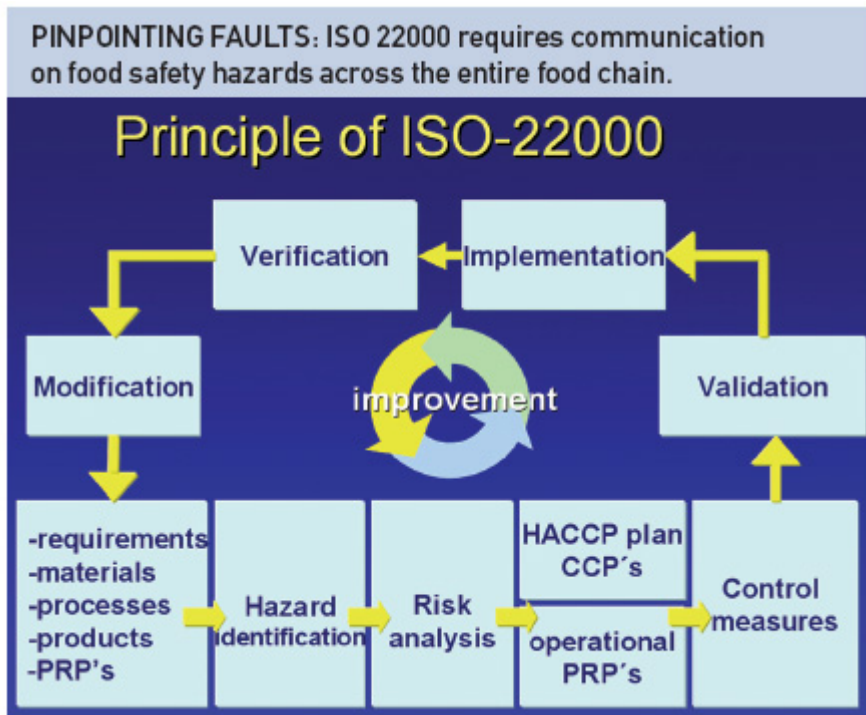 PINPOINTING FAULTS: ISO 22000 requires communication
on food safety hazards across the entire food chain.
Principle of ISO-22000
Verification
Implementation
Modification
improvement
Validation
-requirements
-materials
-processes
-products
-PRP's
Hazard
identification
Risk
analysis
HACCP plan
CCP´s
operational
PRP´s
Control
measures